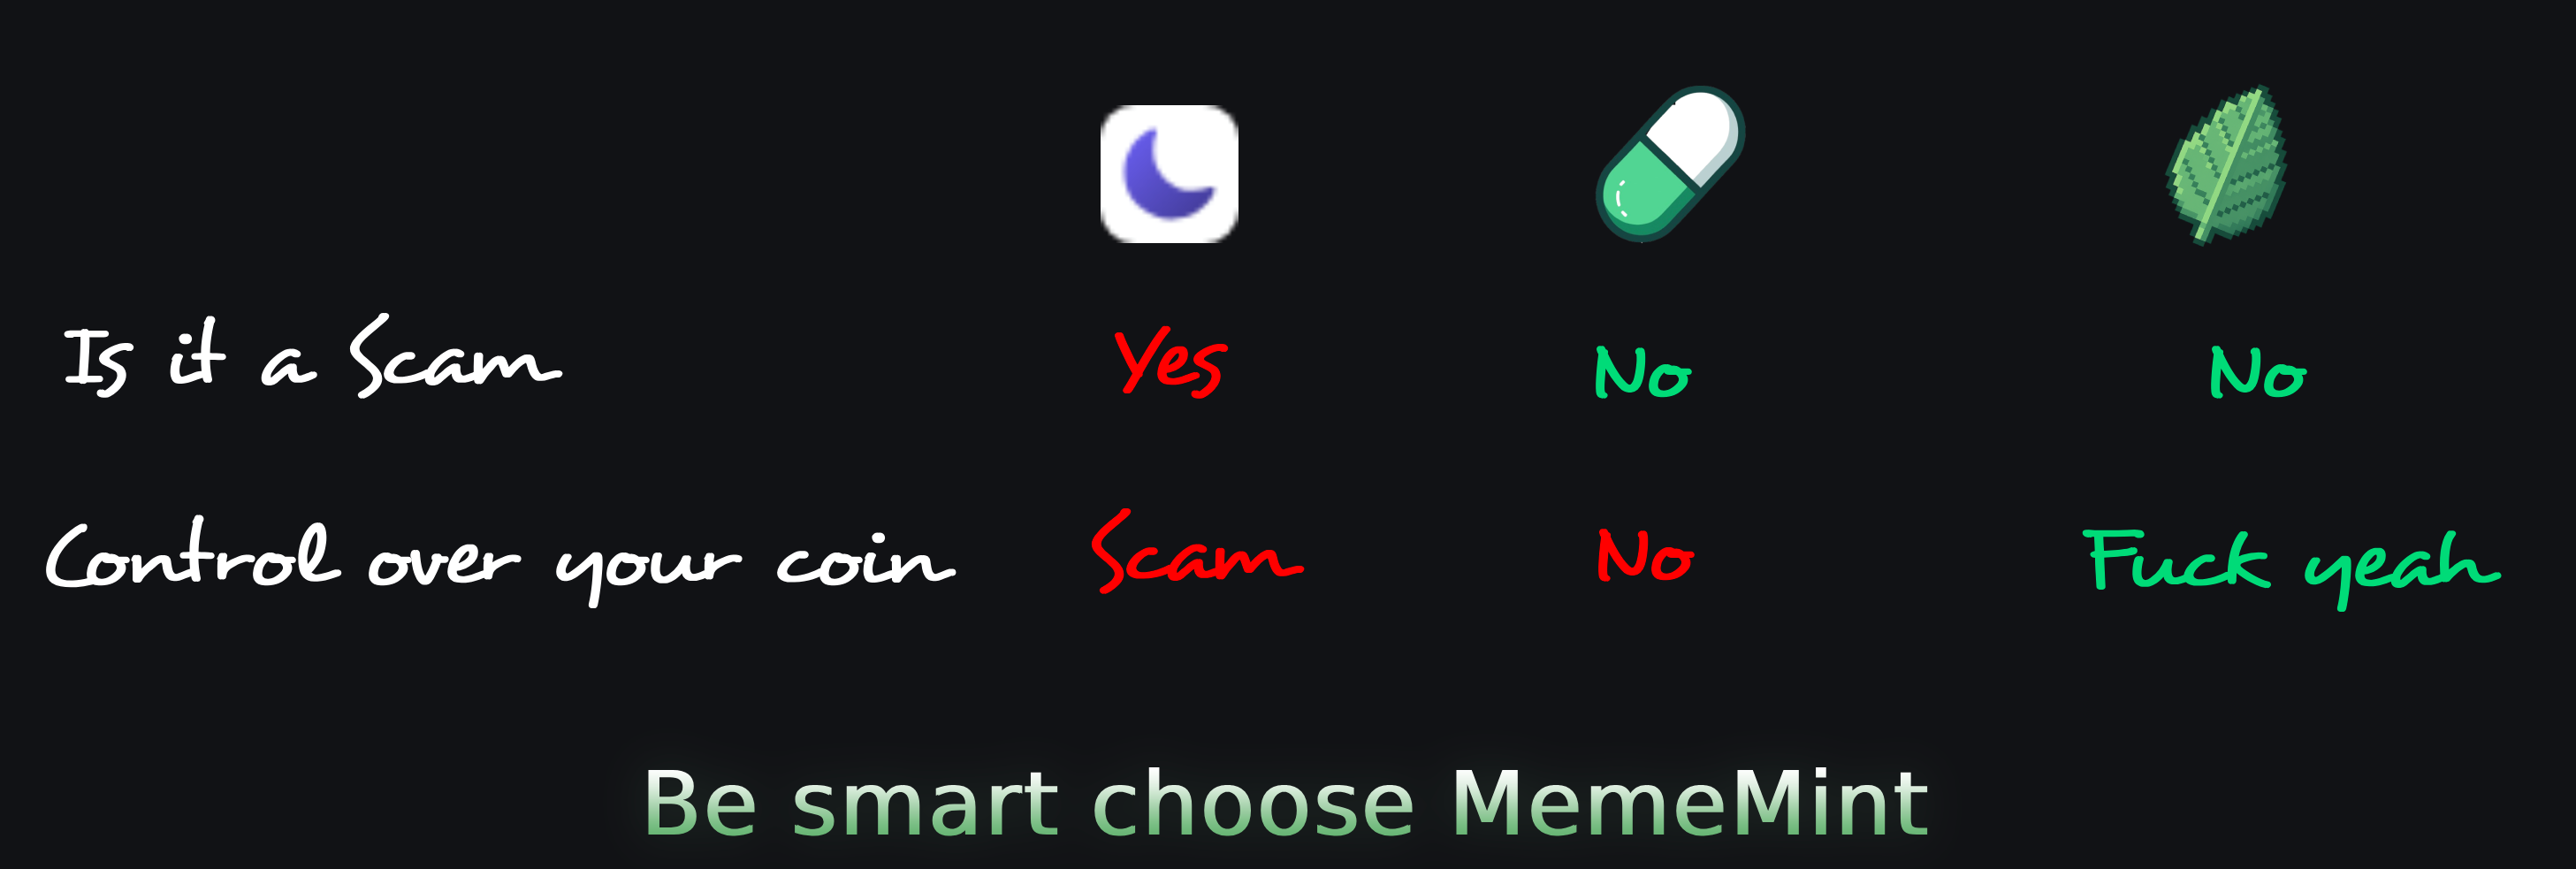 Is it a Scam Yes No No
Control over your coin Scam No Fuck yeah
Be smart choose MemeMint